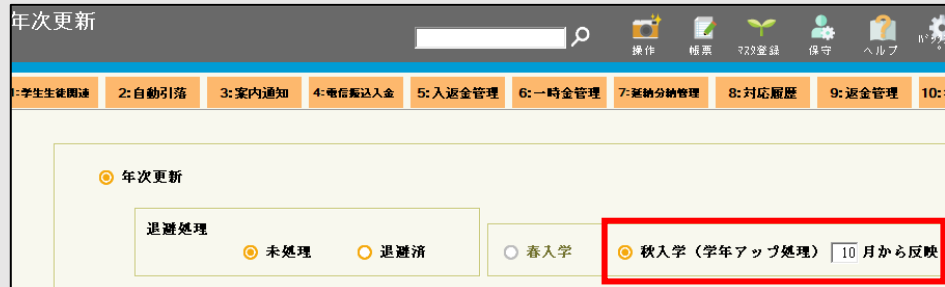 年次更新
操作 帳票 ﾏｽﾀ登録 保守 ヘルプ
1:学生生徒関連 2:自動引落 3:案内通知 4:電信振込入金 5:入返金管理 6:一時金管理 7:延納分納管理 8:対応履歴 9:返金管理 10:
年次更新
退避処理
未処理 退避済 春入学 秋入学（学年アップ処理） 10 月から反映